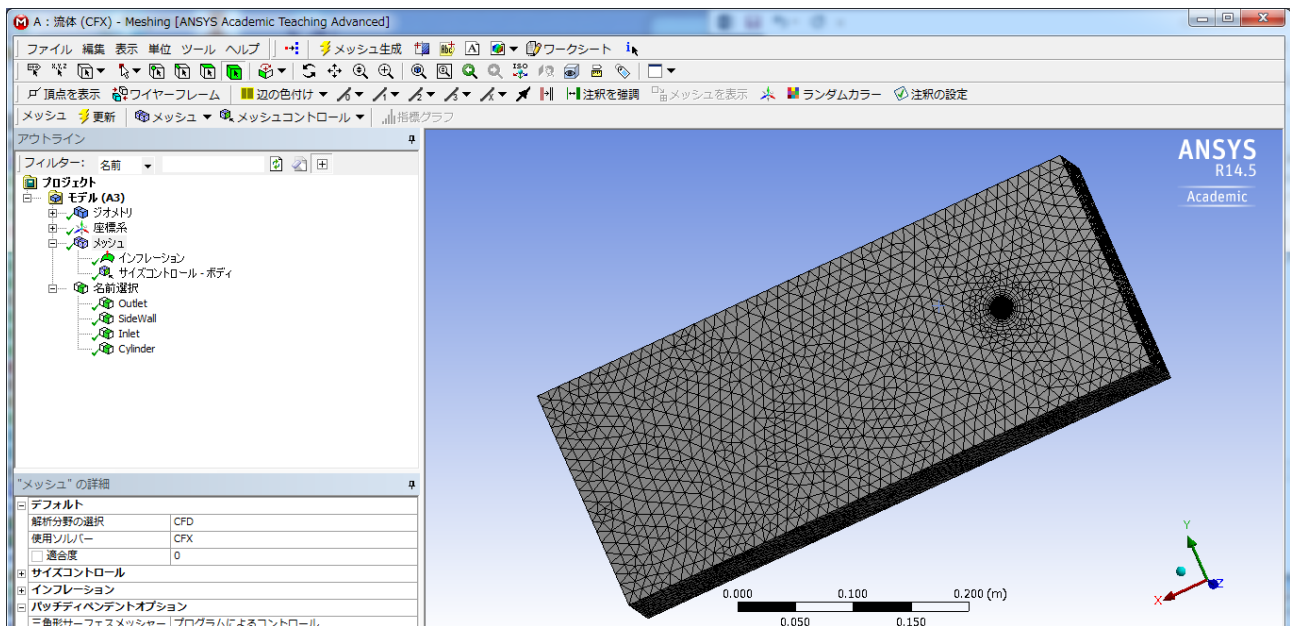 A : 流体 (CFX) - Meshing [ANSYS Academic Teaching Advanced]
ファイル 編集 表示 単位 ツール ヘルプ メッシュ生成 ワークシート
頂点を表示 ワイヤーフレーム 辺の色付け 注釈を強調 メッシュを表示 ランダムカラー 注釈の設定
メッシュ 更新 メッシュ メッシュコントロール 指標グラフ
アウトライン
フィルター: 名前
プロジェクト
モデル (A3)
ジオメトリ
座標系
メッシュ
インフレーション
サイズコントロール - ボディ
名前選択
Outlet
SideWall
Inlet
Cylinder
"メッシュ" の詳細
デフォルト
解析分野の選択 CFD
使用ソルバー CFX
適合度 0
サイズコントロール
インフレーション
パッチディペンデントオプション
三角形サーフェスメッシャー プログラムによるコントロール
ANSYS
R14.5
Academic
0.000 0.100 0.200 (m)
0.050 0.150
Y
X
Z